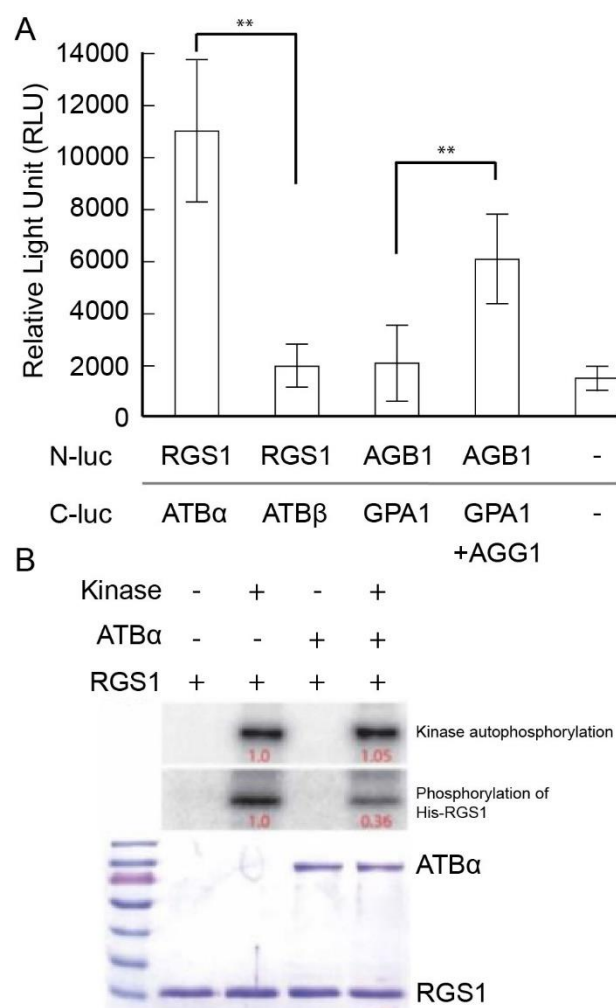 A
**
**
14000
12000
10000
8000
6000
4000
2000
0
Relative Light Unit (RLU)
N-luc RGS1 RGS1 AGB1 AGB1 -
C-luc ATBα ATBβ GPA1 GPA1 -
+AGG1
B
Kinase - + - +
ATBα - - + +
RGS1 + + + +
Kinase autophosphorylation
1.0 1.05
Phosphorylation of
His-RGS1
1.0 0.36
ATBα
RGS1